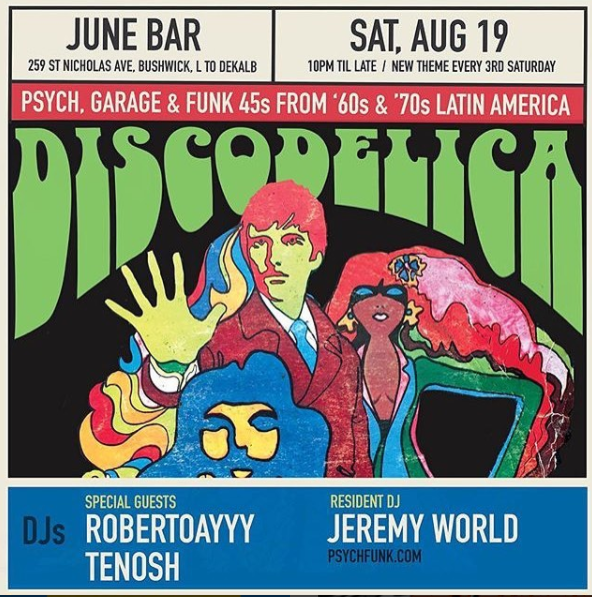 JUNE BAR
259 ST NICHOLAS AVE, BUSHWICK, L TO DEKALB
SAT, AUG 19
10PM TIL LATE / NEW THEME EVERY 3RD SATURDAY
PSYCH, GARAGE & FUNK 45s FROM ‘60s & ’70s LATIN AMERICA
DISCODELICA
DJs
SPECIAL GUESTS
ROBERTOAYYY
TENOSH
RESIDENT DJ
JEREMY WORLD
PSYCHFUNK.COM